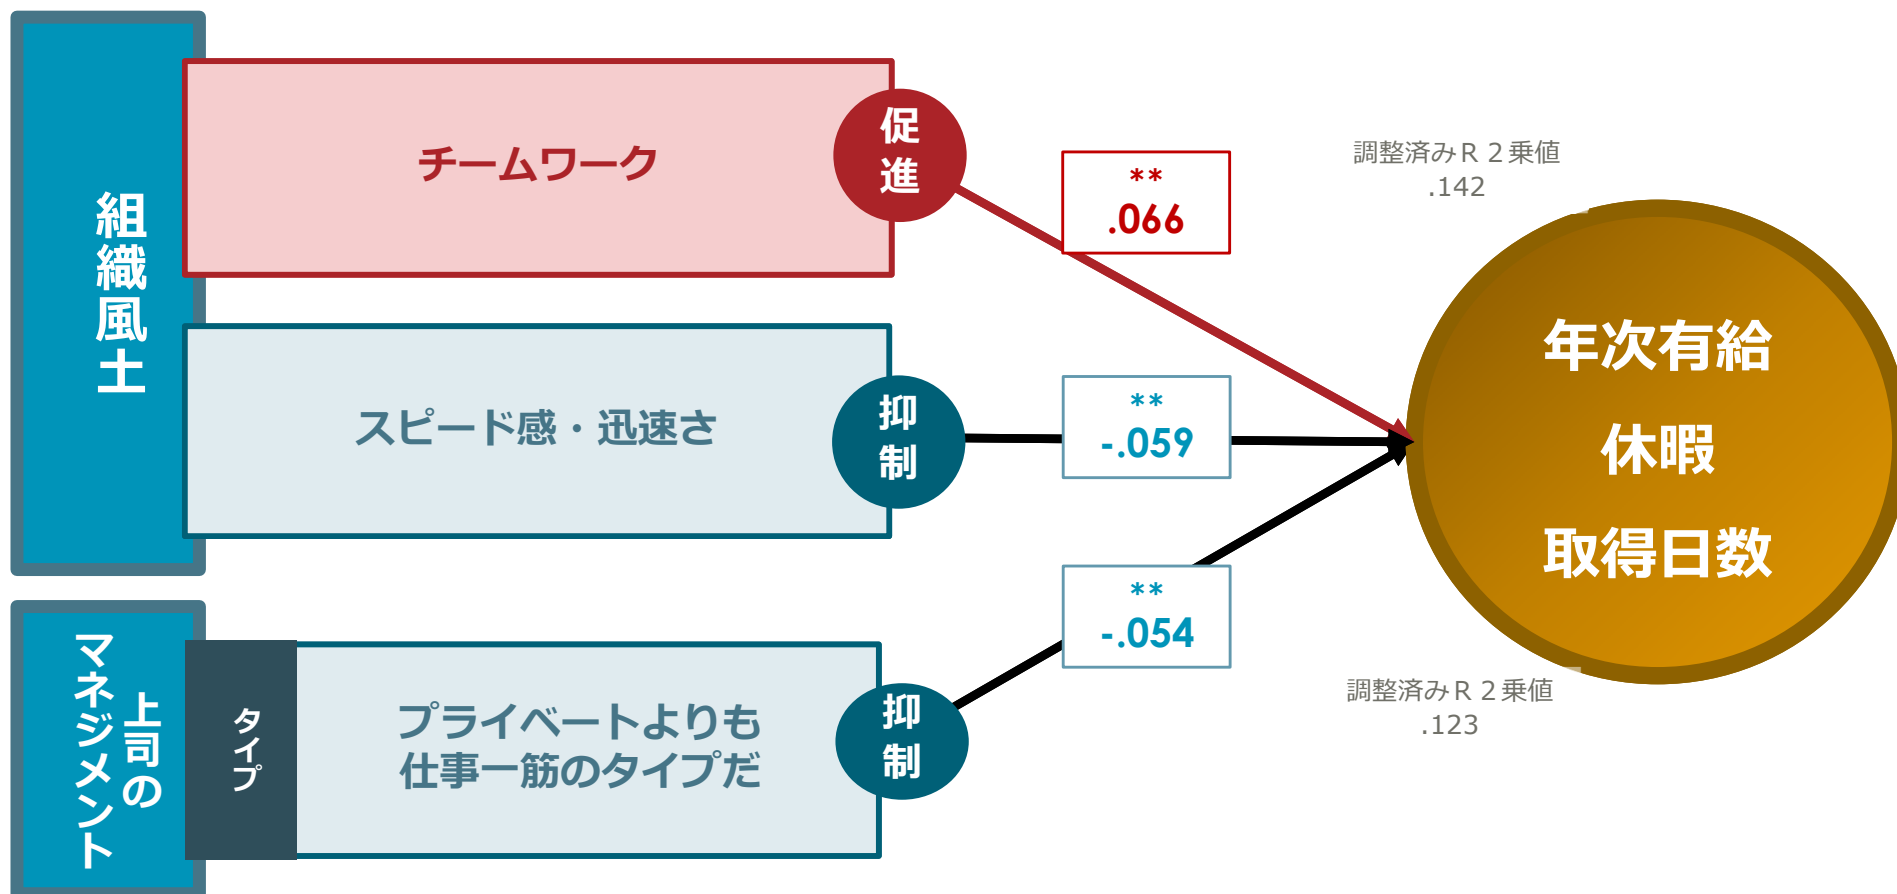 組織風土
チームワーク
促進
**
.066
調整済みR２乗値
.142
スピード感・迅速さ
抑制
**
-.059
年次有給
休暇
取得日数
上司の
マネジメント
タイプ
プライベートよりも
仕事一筋のタイプだ
抑制
**
-.054
調整済みR２乗値
.123